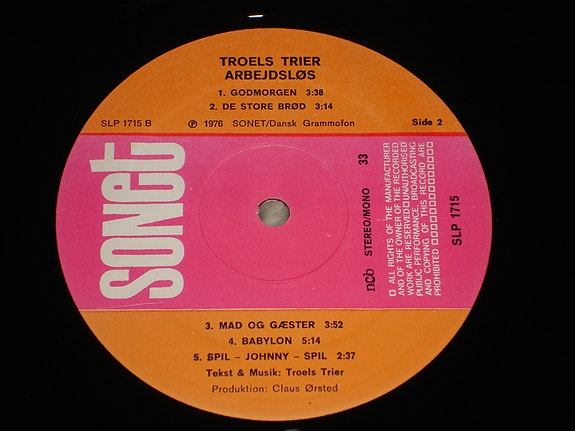 TROELS TRIER
ARBEJDSLØS
1. GODMORGEN 3:38
2. DE STORE BRØD 3:14
SLP 1715 B
℗ 1976 SONET/Dansk Grammofon
Side 2
sonet
ncb STEREO/MONO 33
□ ALL RIGHTS OF THE MANUFACTURER
AND OF THE OWNER OF THE RECORDED
WORK ARE RESERVED□UNAUTHORISED
PUBLIC PERFORMANCE, BROADCASTING
AND COPYING OF THIS RECORD ARE
PROHIBITED □□□□□□□□□□□
SLP 1715
3. MAD OG GÆSTER 3:52
4. BABYLON 5:14
5. SPIL – JOHNNY – SPIL 2:37
Tekst & Musik: Troels Trier
Produktion: Claus Ørsted